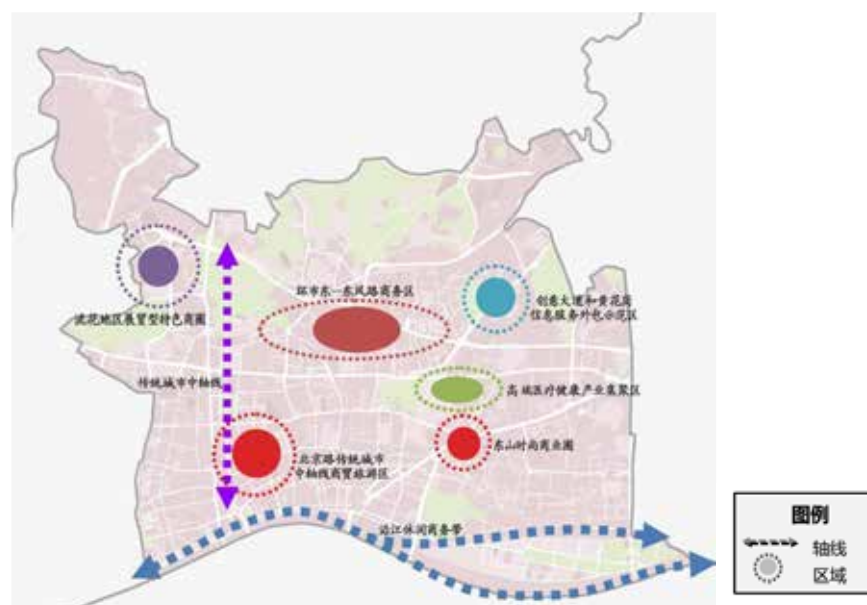 环市东—东风路商务区
创意大道和黄花岗
信息服务外包示范区
流花地区展贸型特色商圈
传统城市中轴线
高端医疗健康产业集聚区
东山时尚商业圈
北京路传统城市
中轴线商贸旅游区
沿江休闲商务带
图例
轴线
区域